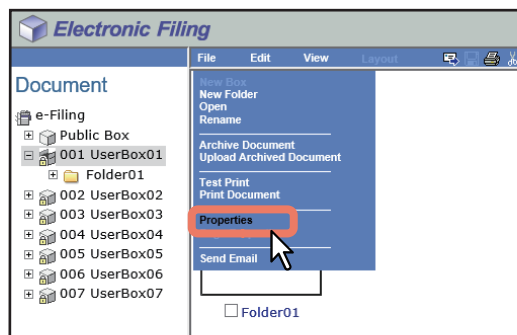 Electronic Filing
File Edit View Layout
Document
e-Filing
Public Box
001 UserBox01
Folder01
002 UserBox02
003 UserBox03
004 UserBox04
005 UserBox05
006 UserBox06
007 UserBox07
New Box
New Folder
Open
Rename
Archive Document
Upload Archived Document
Test Print
Print Document
Properties
Send Email
Folder01